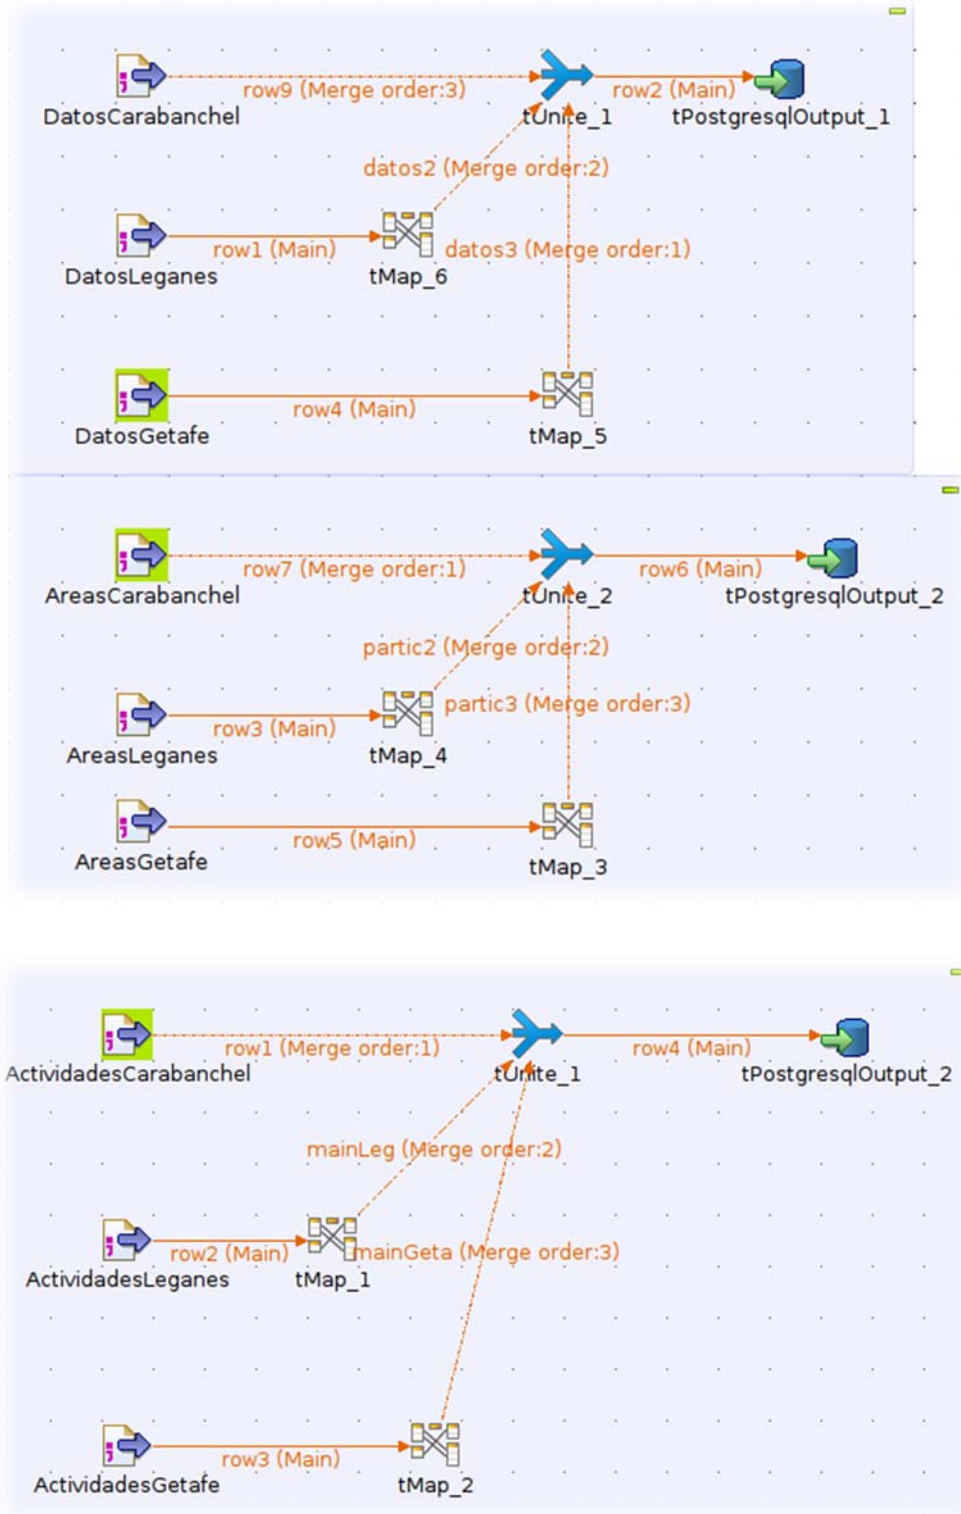 row9 (Merge order:3)
row2 (Main)
DatosCarabanchel
tUnite_1
tPostgresqlOutput_1
datos2 (Merge order:2)
row1 (Main)
datos3 (Merge order:1)
DatosLeganes
tMap_6
row4 (Main)
DatosGetafe
tMap_5
row7 (Merge order:1)
row6 (Main)
AreasCarabanchel
tUnite_2
tPostgresqlOutput_2
partic2 (Merge order:2)
partic3 (Merge order:3)
row3 (Main)
AreasLeganes
tMap_4
row5 (Main)
AreasGetafe
tMap_3
row1 (Merge order:1)
row4 (Main)
ActividadesCarabanchel
tUnite_1
tPostgresqlOutput_2
mainLeg (Merge order:2)
row2 (Main)
mainGeta (Merge order:3)
ActividadesLeganes
tMap_1
row3 (Main)
ActividadesGetafe
tMap_2